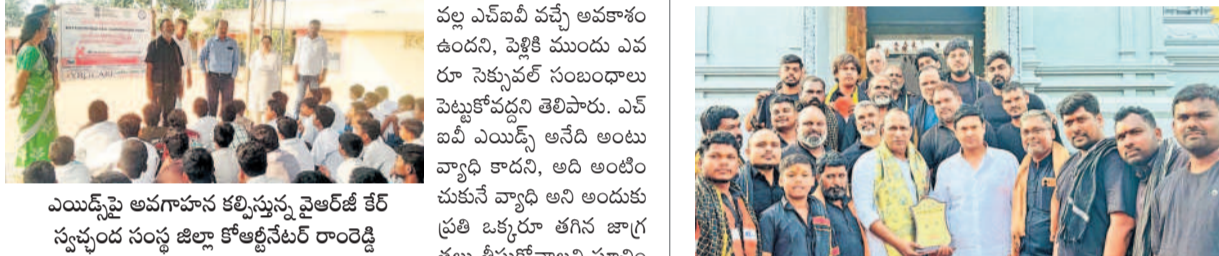 ఎయిడ్స్‌పై అవగాహన కల్పిస్తున్న వైఆర్‌జీ కేర్
స్వచ్ఛంద సంస్థ జిల్లా కోఆర్టీనేటర్ రాంరెడ్డి
వల్ల ఎచ్ఐవీ వచ్చే అవకాశం
ఉందని, పెళ్లికి ముందు ఎవ
రూ సెక్సువల్ సంబంధాలు
పెట్టుకోవద్దని తెలిపారు. ఎచ్
ఐవీ ఎయిడ్స్ అనేది అంటు
వ్యాధి కాదని, అది అంటిం
చుకునే వ్యాధి అని అందుకు
ప్రతి ఒక్కరూ తగిన జాగ్ర